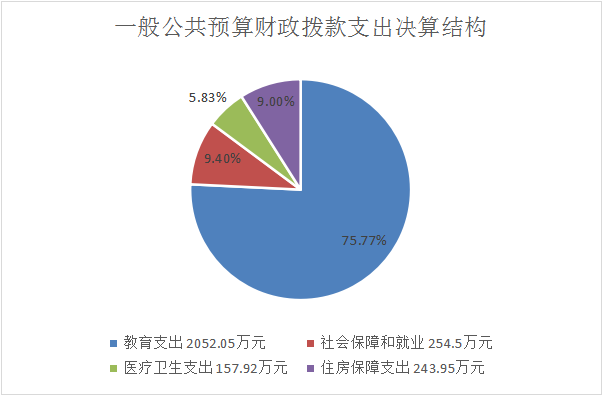 一般公共预算财政拨款支出决算结构
5.83%
9.00%
9.40%
75.77%
教育支出 2052.05万元
社会保障和就业 254.5万元
医疗卫生支出 157.92万元
住房保障支出 243.95万元